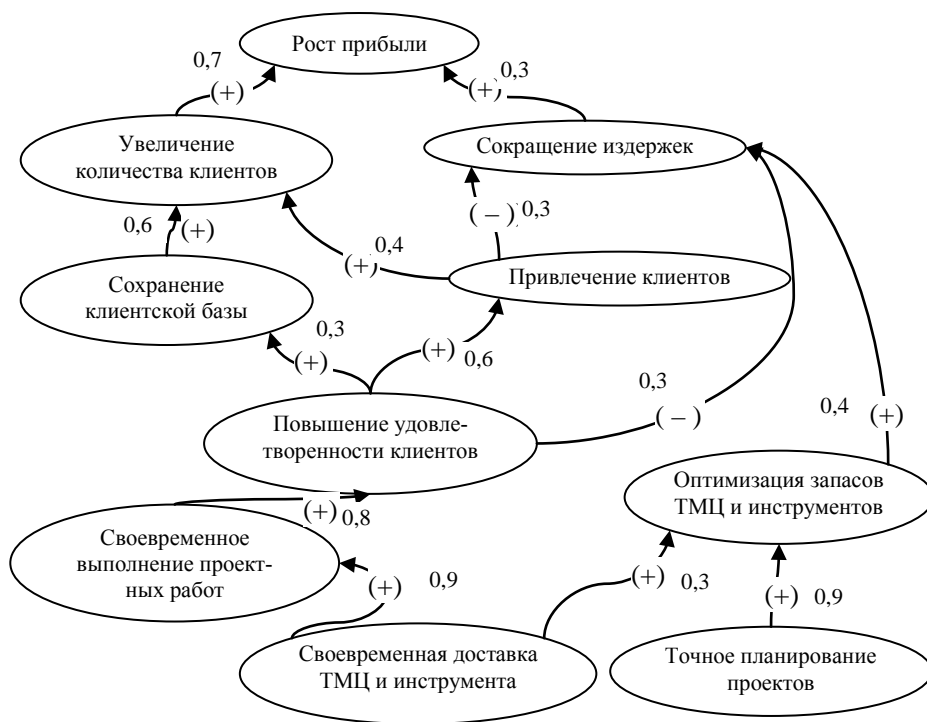 Рост прибыли
0,7
(+)
(+)
0,3
Увеличение
количества клиентов
Сокращение издержек
0,6
(+)
(–)
0,3
(+)
0,4
Сохранение
клиентской базы
Привлечение клиентов
0,3
(+)
(+)
0,6
0,3
(–)
0,4
(+)
Повышение удовле-
творенности клиентов
Оптимизация запасов
ТМЦ и инструментов
(+)
0,8
Своевременное
выполнение проект-
ных работ
(+)
0,9
(+)
0,3
(+)
0,9
Своевременная доставка
ТМЦ и инструмента
Точное планирование
проектов